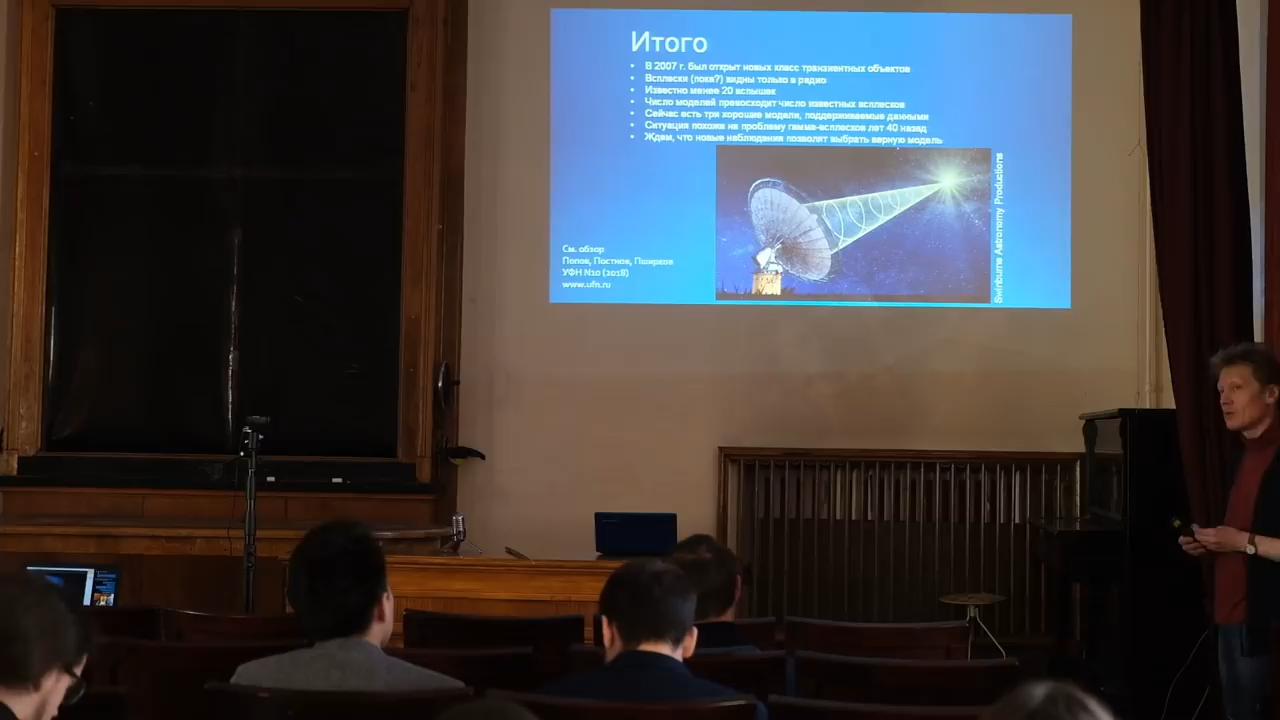 Итого
• В 2007 г. был открыт новых класс транзиентных объектов
• Всплески (пока?) видны только в радио
• Известно менее 20 вспышек
• Число моделей превосходит число известных всплесков
• Сейчас есть три хорошие модели, поддерживаемые данными
• Ситуация похожа на проблему гамма-всплесков лет 40 назад
• Ждем, что новые наблюдения позволят выбрать верную модель
См. обзор
Попов, Постнов, Пширков
УФН №10 (2018)
www.ufn.ru
Swinburne Astronomy Productions